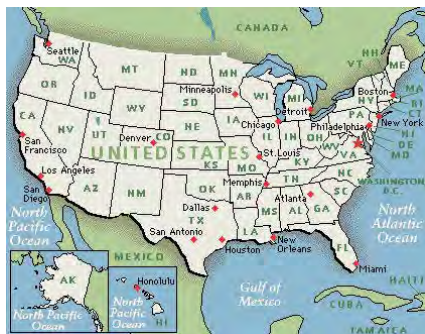 CANADA
Seattle
WA
MT
ND
MN
Minneapolis
OR
ID
WY
SD
WI
MI
Detroit
NH
VT
ME
NY
Boston
MA
RI
CT
New York
PA
Philadelphia
NJ
DE
MD
CA
San
Francisco
NV
UT
Denver
CO
NE
IA
Chicago
IL
IN
OH
WV
VA
UNITED STATES
KS
MO
St. Louis
KY
WASHINGTON
D.C.
Los Angeles
San
Diego
AZ
NM
OK
AR
Memphis
TN
NC
SC
Atlanta
MS
AL
GA
Dallas
TX
San Antonio
Houston
LA
New
Orleans
FL
Miami
North
Pacific
Ocean
North
Atlantic
Ocean
MEXICO
Gulf of
Mexico
CUBA
HAITI
JAMAICA
AK
North Pacific
Ocean
Honolulu
North
Pacific
Ocean
HI